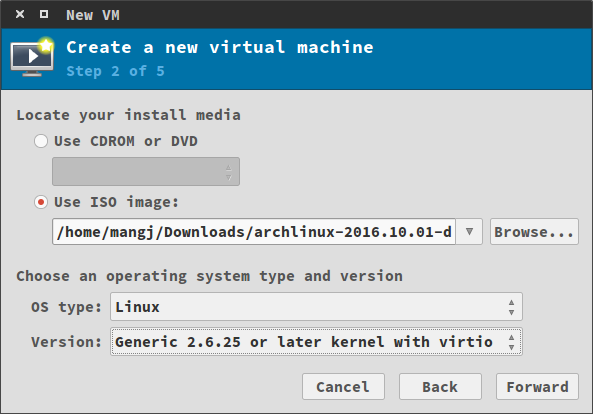 New VM
Create a new virtual machine
Step 2 of 5
Locate your install media
Use CDROM or DVD
Use ISO image:
/home/mangj/Downloads/archlinux-2016.10.01-d
Browse...
Choose an operating system type and version
OS type: Linux
Version: Generic 2.6.25 or later kernel with virtio
Cancel Back Forward